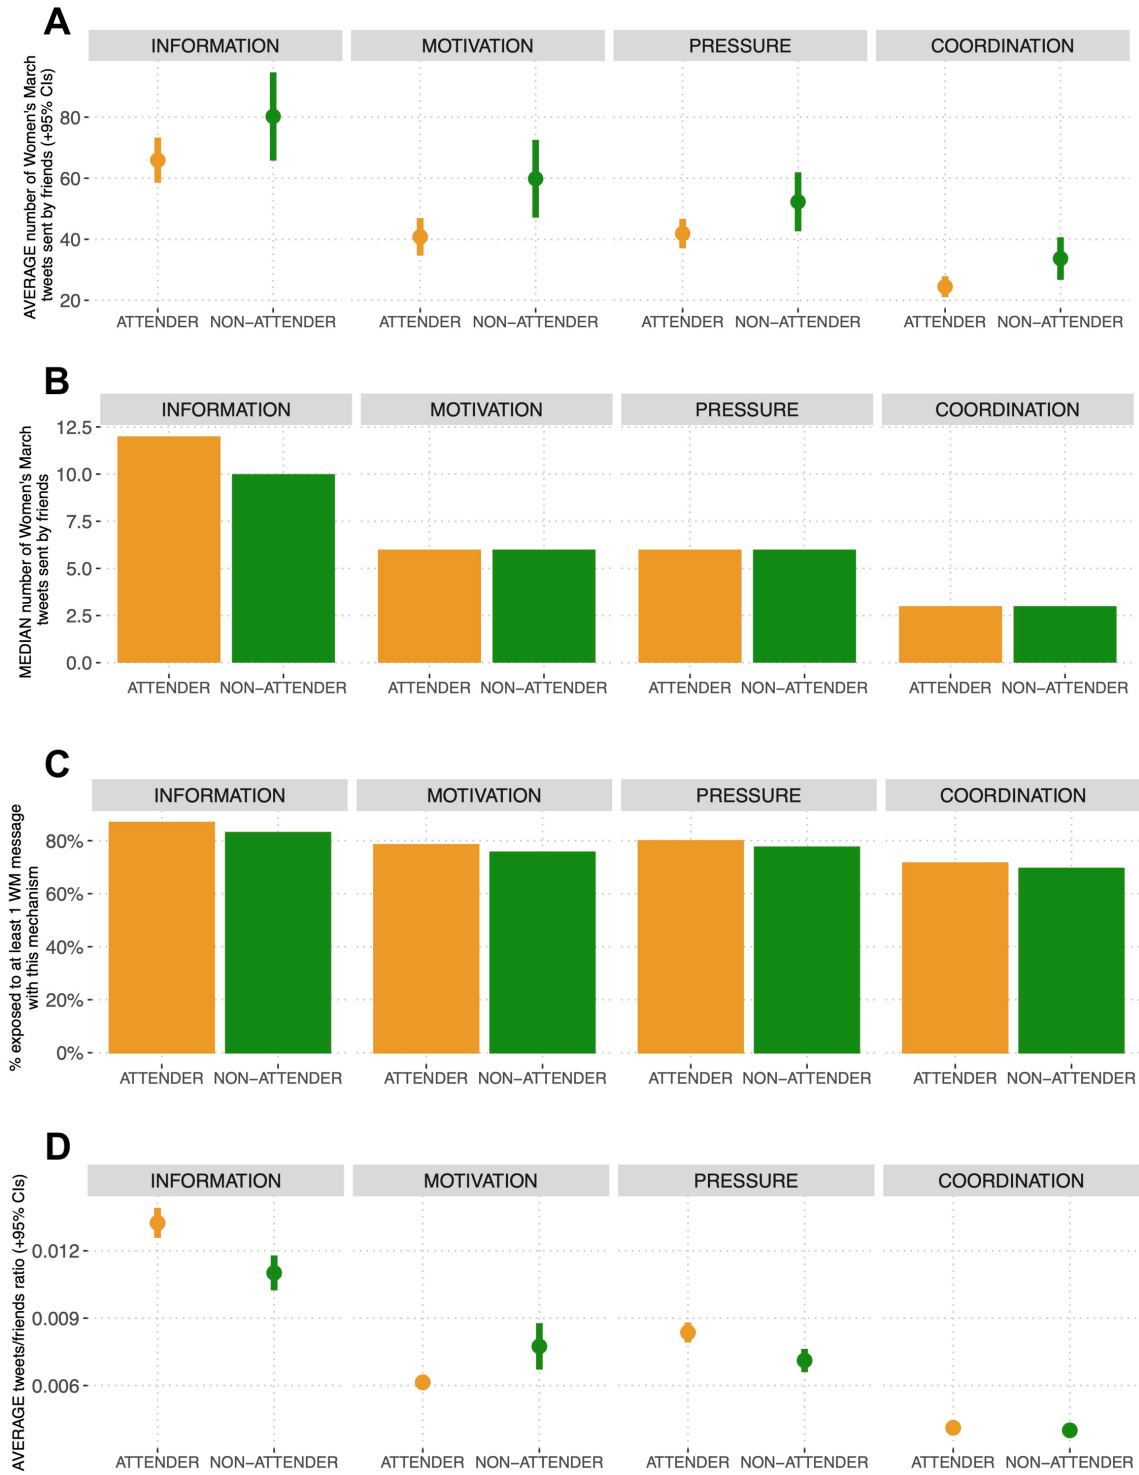 A
INFORMATION MOTIVATION PRESSURE COORDINATION
AVERAGE number of Women's March
tweets sent by friends (+95% CIs)
80
60
40
20
ATTENDER NON−ATTENDER ATTENDER NON−ATTENDER ATTENDER NON−ATTENDER ATTENDER NON−ATTENDER
B
INFORMATION MOTIVATION PRESSURE COORDINATION
MEDIAN number of Women's March
tweets sent by friends
12.5
10.0
7.5
5.0
2.5
0.0
ATTENDER NON−ATTENDER ATTENDER NON−ATTENDER ATTENDER NON−ATTENDER ATTENDER NON−ATTENDER
C
INFORMATION MOTIVATION PRESSURE COORDINATION
% exposed to at least 1 WM message
with this mechanism
80%
60%
40%
20%
0%
ATTENDER NON−ATTENDER ATTENDER NON−ATTENDER ATTENDER NON−ATTENDER ATTENDER NON−ATTENDER
D
INFORMATION MOTIVATION PRESSURE COORDINATION
AVERAGE tweets/friends ratio (+95% CIs)
0.012
0.009
0.006
ATTENDER NON−ATTENDER ATTENDER NON−ATTENDER ATTENDER NON−ATTENDER ATTENDER NON−ATTENDER